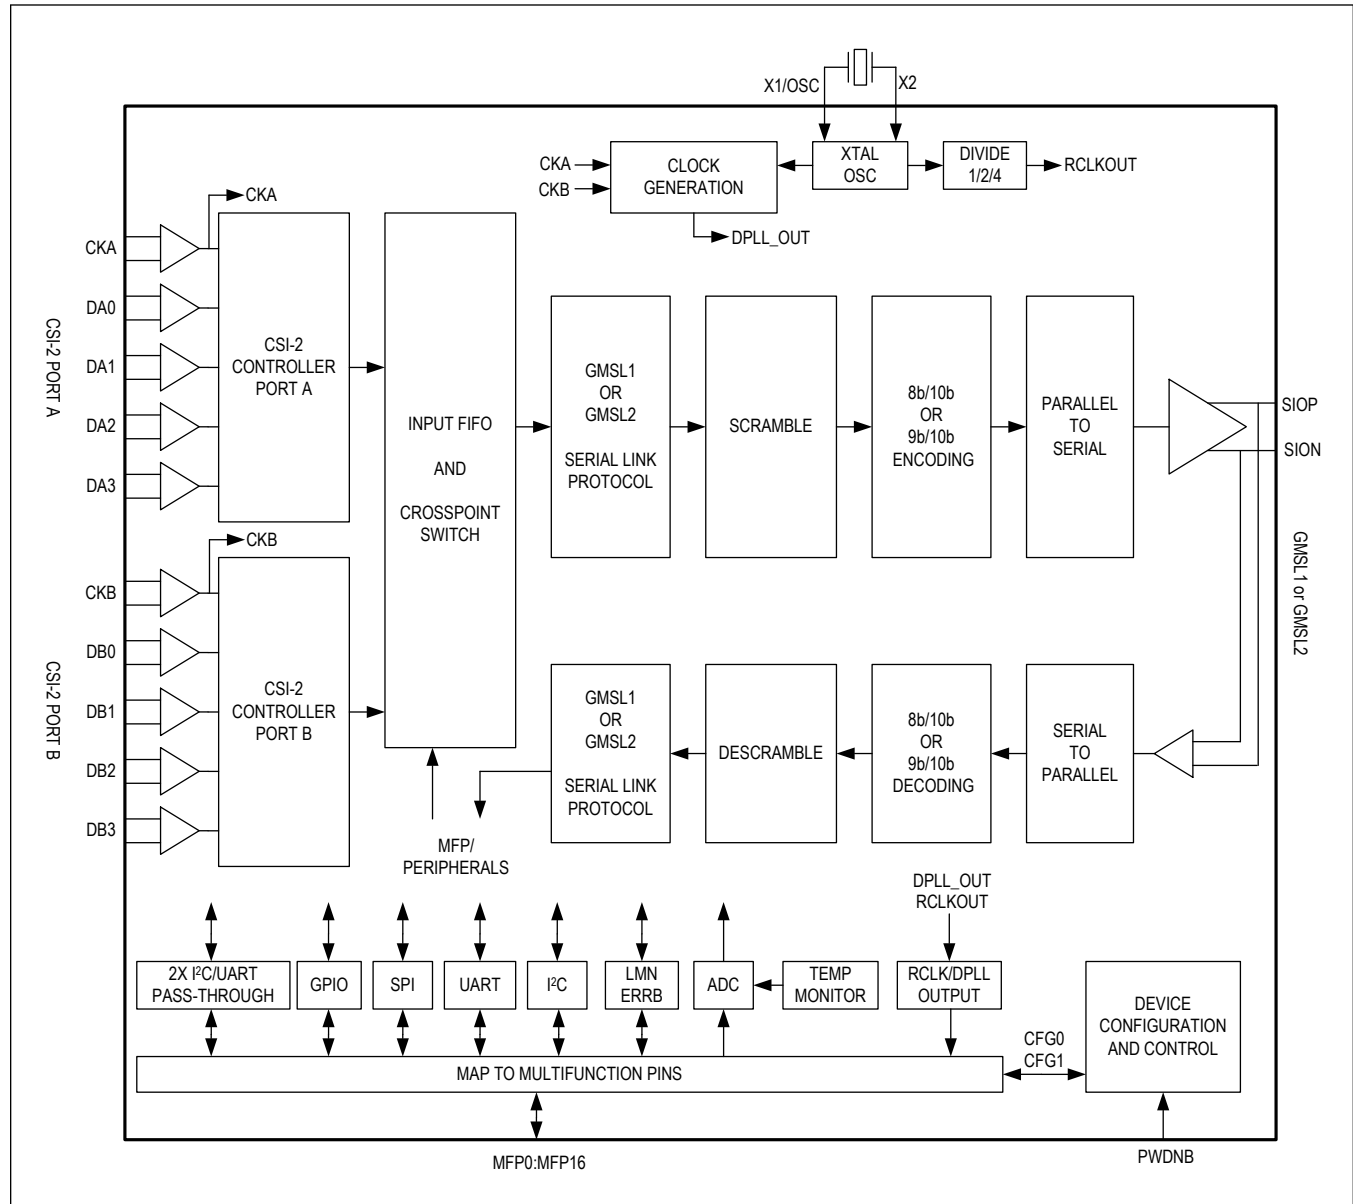 X1/OSC
X2
CKA
CKB
CLOCK
GENERATION
XTAL
OSC
DIVIDE
1/2/4
RCLKOUT
DPLL_OUT
CSI-2 PORT A
CKA
DA0
DA1
DA2
DA3
CKA
CSI-2
CONTROLLER
PORT A
CSI-2 PORT B
CKB
DB0
DB1
DB2
DB3
CKB
CSI-2
CONTROLLER
PORT B
INPUT FIFO
AND
CROSSPOINT
SWITCH
GMSL1
OR
GMSL2
SERIAL LINK
PROTOCOL
SCRAMBLE
8b/10b
OR
9b/10b
ENCODING
PARALLEL
TO
SERIAL
SIOP
SION
GMSL1 or GMSL2
GMSL1
OR
GMSL2
SERIAL LINK
PROTOCOL
DESCRAMBLE
8b/10b
OR
9b/10b
DECODING
SERIAL
TO
PARALLEL
MFP/
PERIPHERALS
DPLL_OUT
RCLKOUT
2X I²C/UART
PASS-THROUGH
GPIO
SPI
UART
I²C
LMN
ERRB
ADC
TEMP
MONITOR
RCLK/DPLL
OUTPUT
DEVICE
CONFIGURATION
AND CONTROL
CFG0
CFG1
MAP TO MULTIFUNCTION PINS
MFP0:MFP16
PWDNB